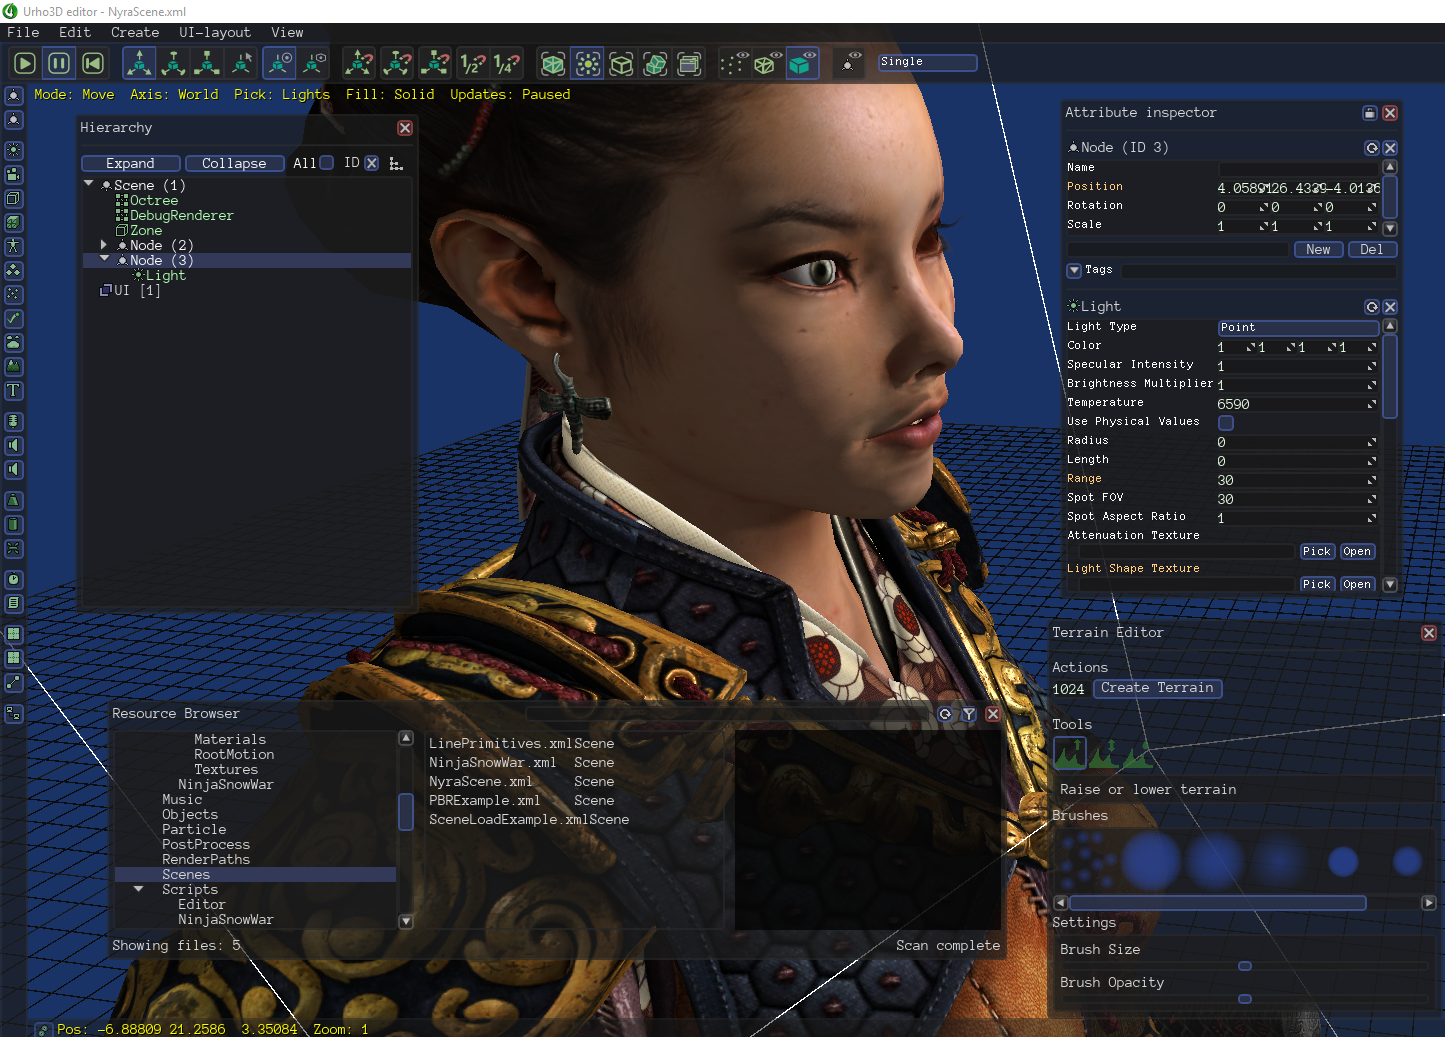 Urho3D editor - NyraScene.xml
File Edit Create UI-layout View
1/2 1/4 Single
Mode: Move Axis: World Pick: Lights Fill: Solid Updates: Paused
Hierarchy
Expand Collapse All ID
Scene (1)
Octree
DebugRenderer
Zone
Node (2)
Node (3)
Light
UI [1]
Attribute inspector
Node (ID 3)
Name
Position
Rotation 0 0 0
Scale 1 1 1
New Del
Tags
Light
Light Type Point
Color 1 1 1 1
Specular Intensity 1
Brightness Multiplier 1
Temperature 6590
Use Physical Values
Radius 0
Length 0
Range 30
Spot FOV 30
Spot Aspect Ratio 1
Attenuation Texture
Pick Open
Light Shape Texture
Pick Open
Terrain Editor
Actions
1024 Create Terrain
Tools
Raise or lower terrain
Brushes
Settings
Brush Size
Brush Opacity
Resource Browser
Materials
RootMotion
Textures
NinjaSnowWar
Music
Objects
Particle
PostProcess
RenderPaths
Scenes
Scripts
Editor
NinjaSnowWar
LinePrimitives.xml Scene
NinjaSnowWar.xml Scene
NyraScene.xml Scene
PBRExample.xml Scene
SceneLoadExample.xml Scene
Showing files: 5
Scan complete
Pos: -6.88809 21.2586 3.35084 Zoom: 1